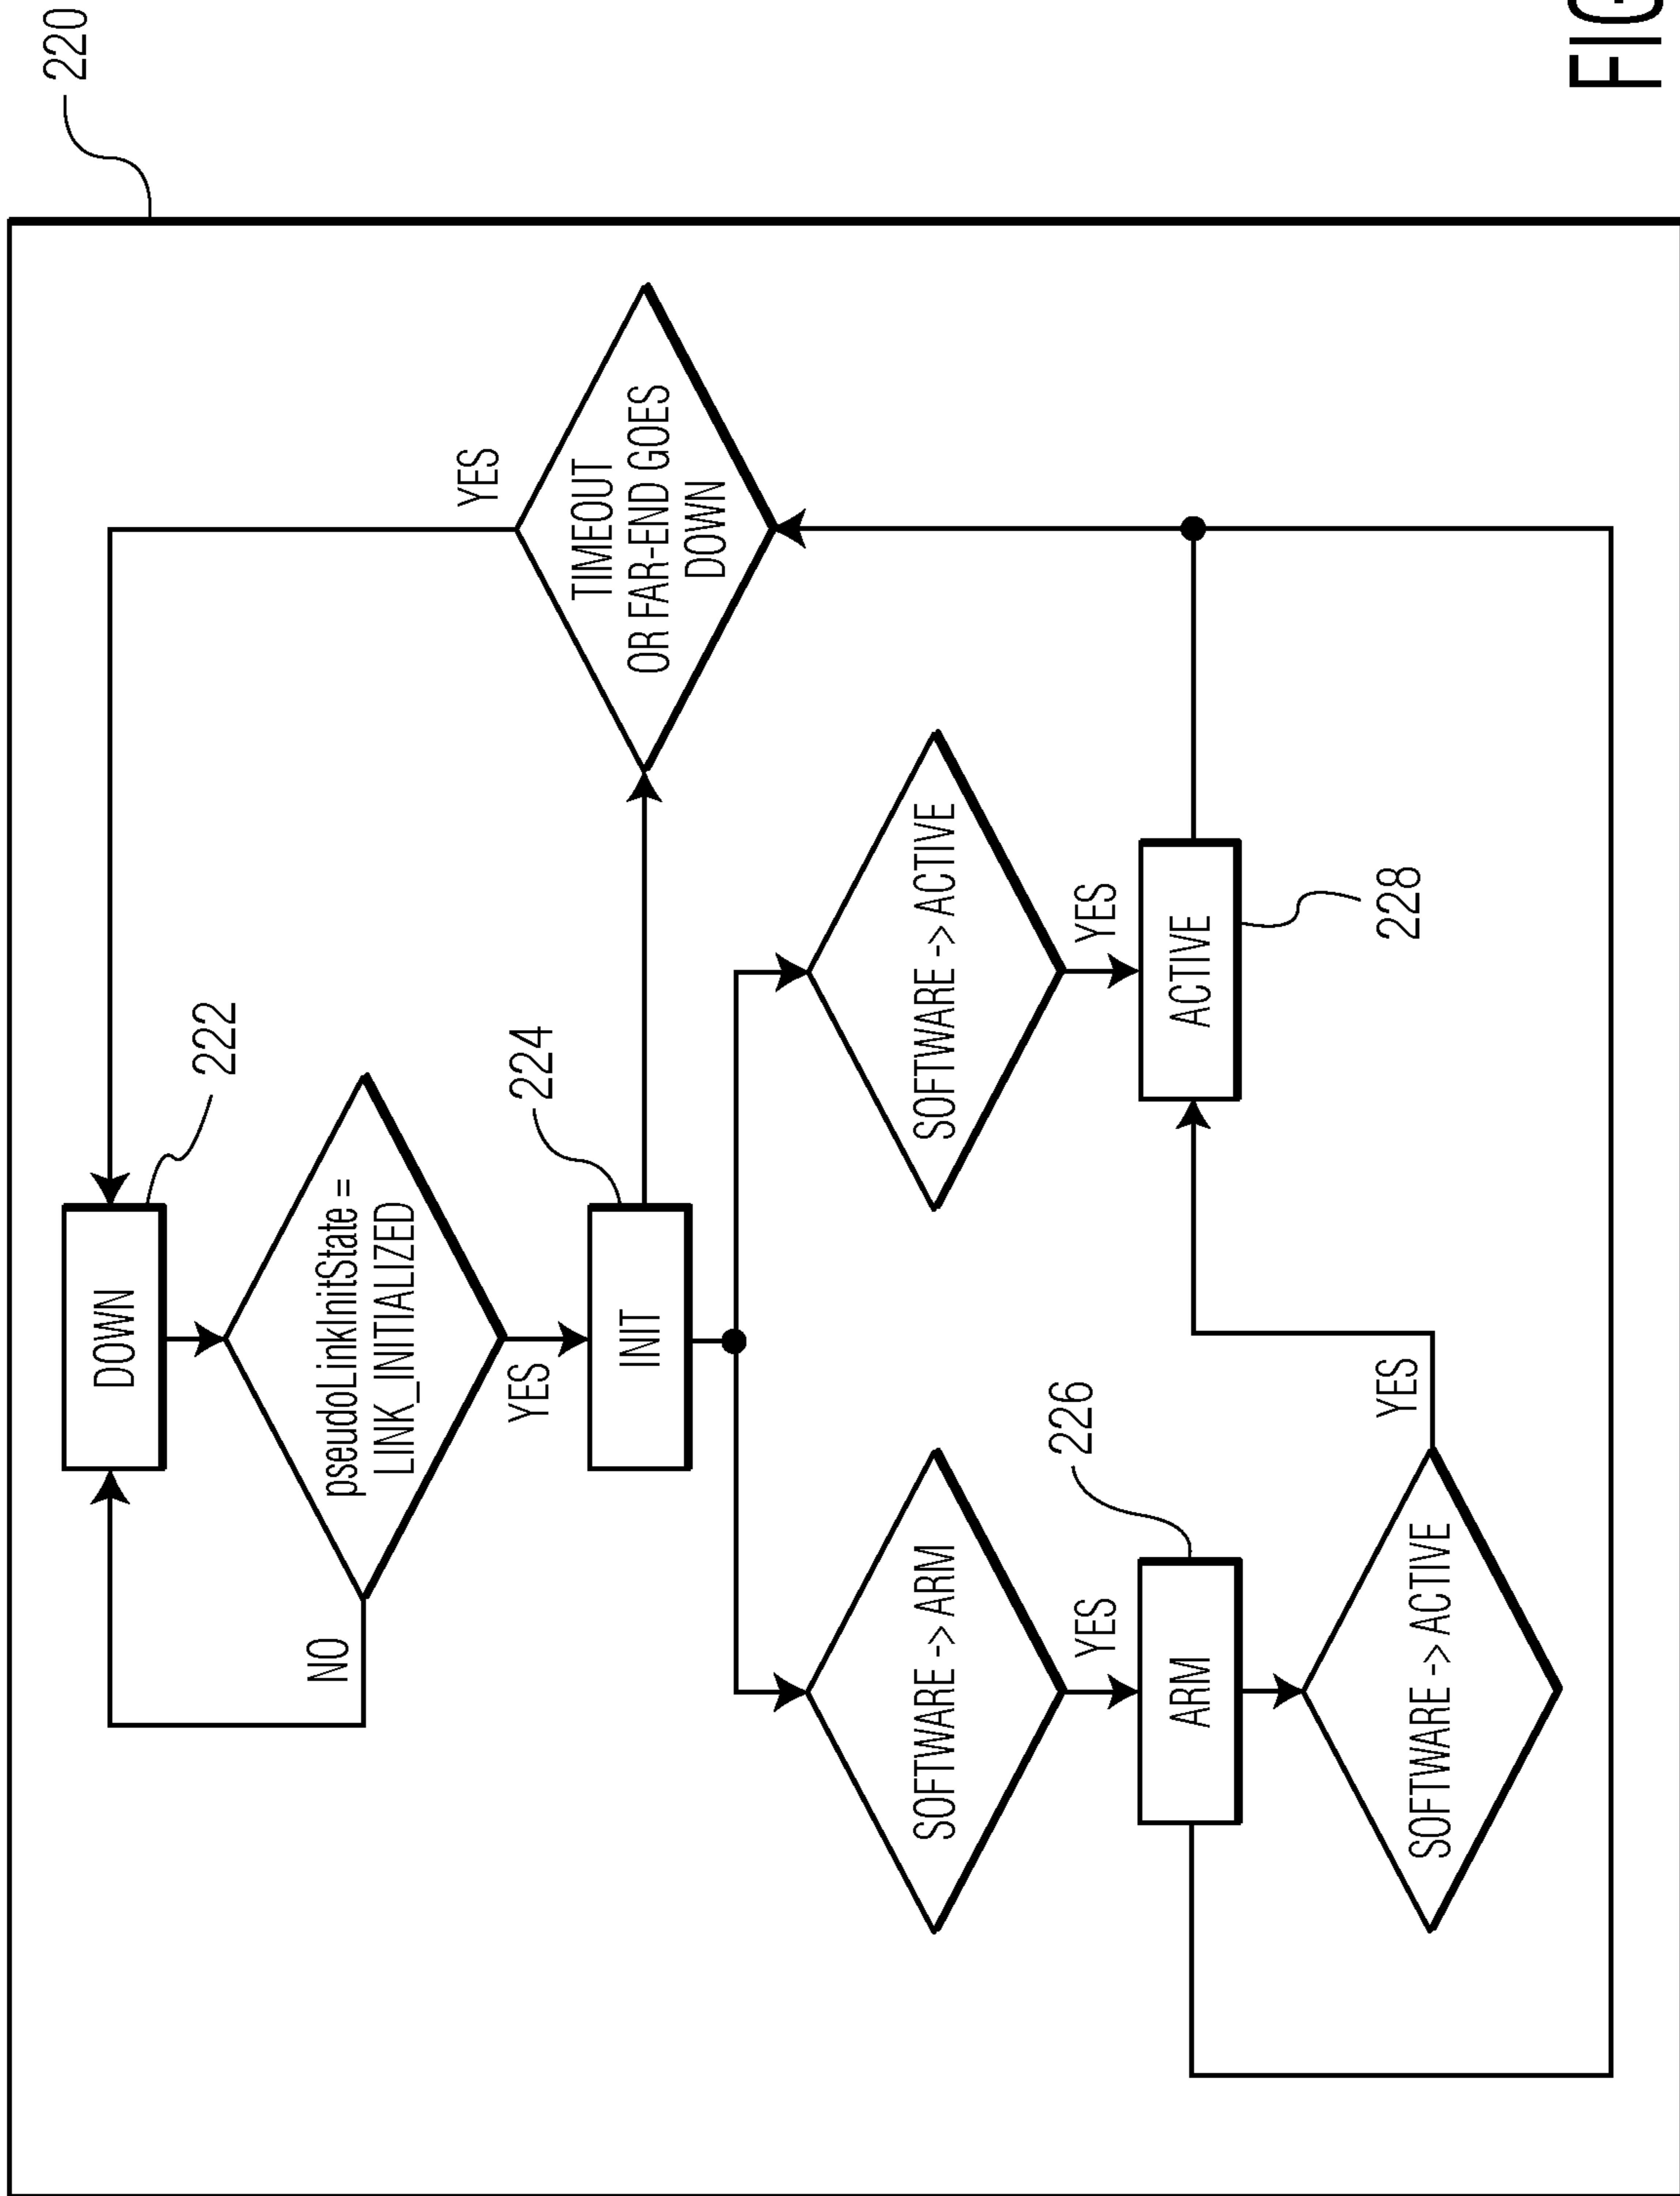 220
DOWN
222
pseudoLinkInitState =
LINK_INITIALIZED
NO
YES
INIT
224
TIMEOUT
OR FAR-END GOES
DOWN
YES
SOFTWARE -> ARM
YES
SOFTWARE -> ACTIVE
YES
ARM
226
ACTIVE
228
SOFTWARE -> ACTIVE
YES
FIG